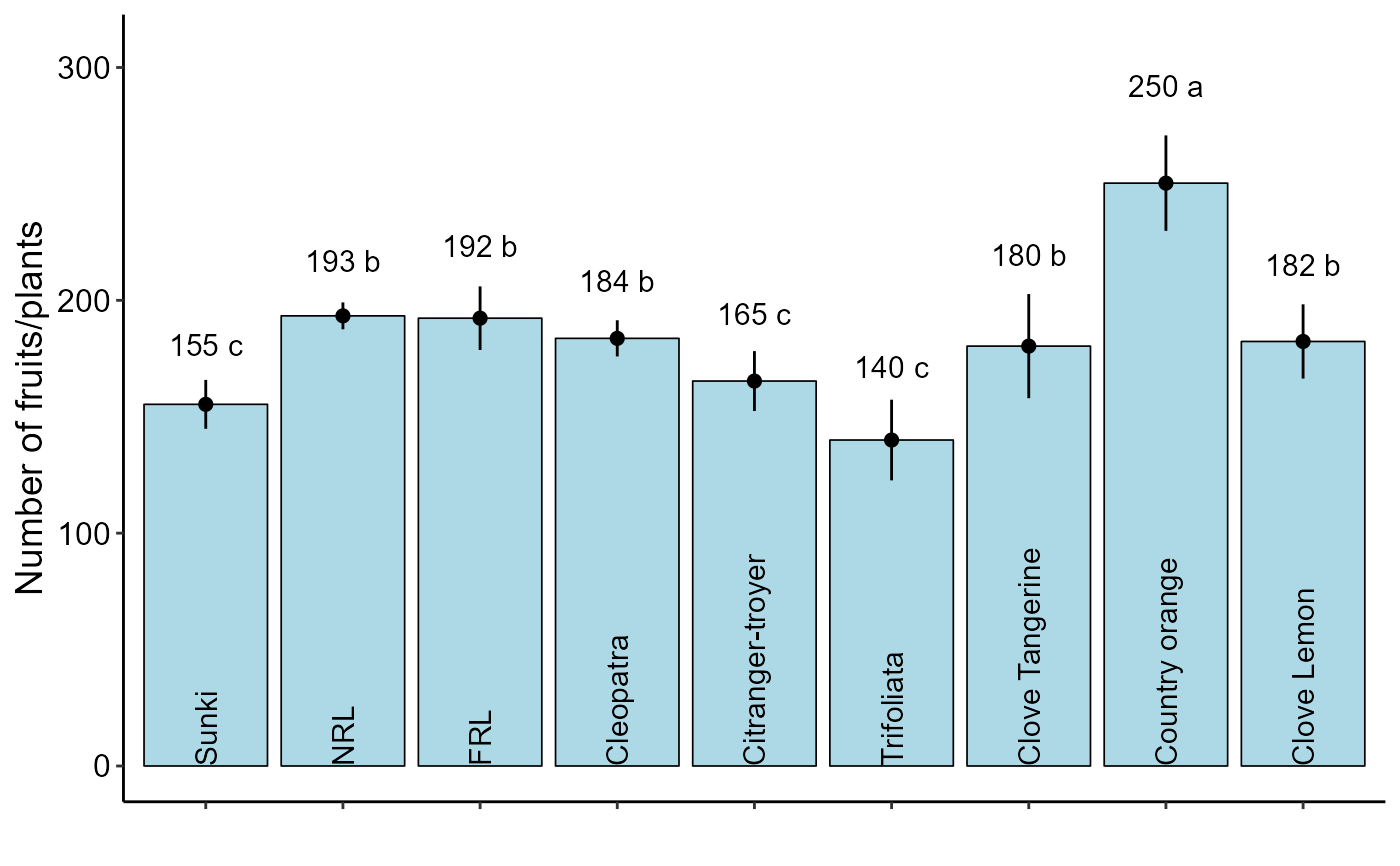 Number of fruits/plants
300
200
100
0
155 c
193 b
192 b
184 b
165 c
140 c
180 b
250 a
182 b
Sunki
NRL
FRL
Cleopatra
Citranger-troyer
Trifoliata
Clove Tangerine
Country orange
Clove Lemon